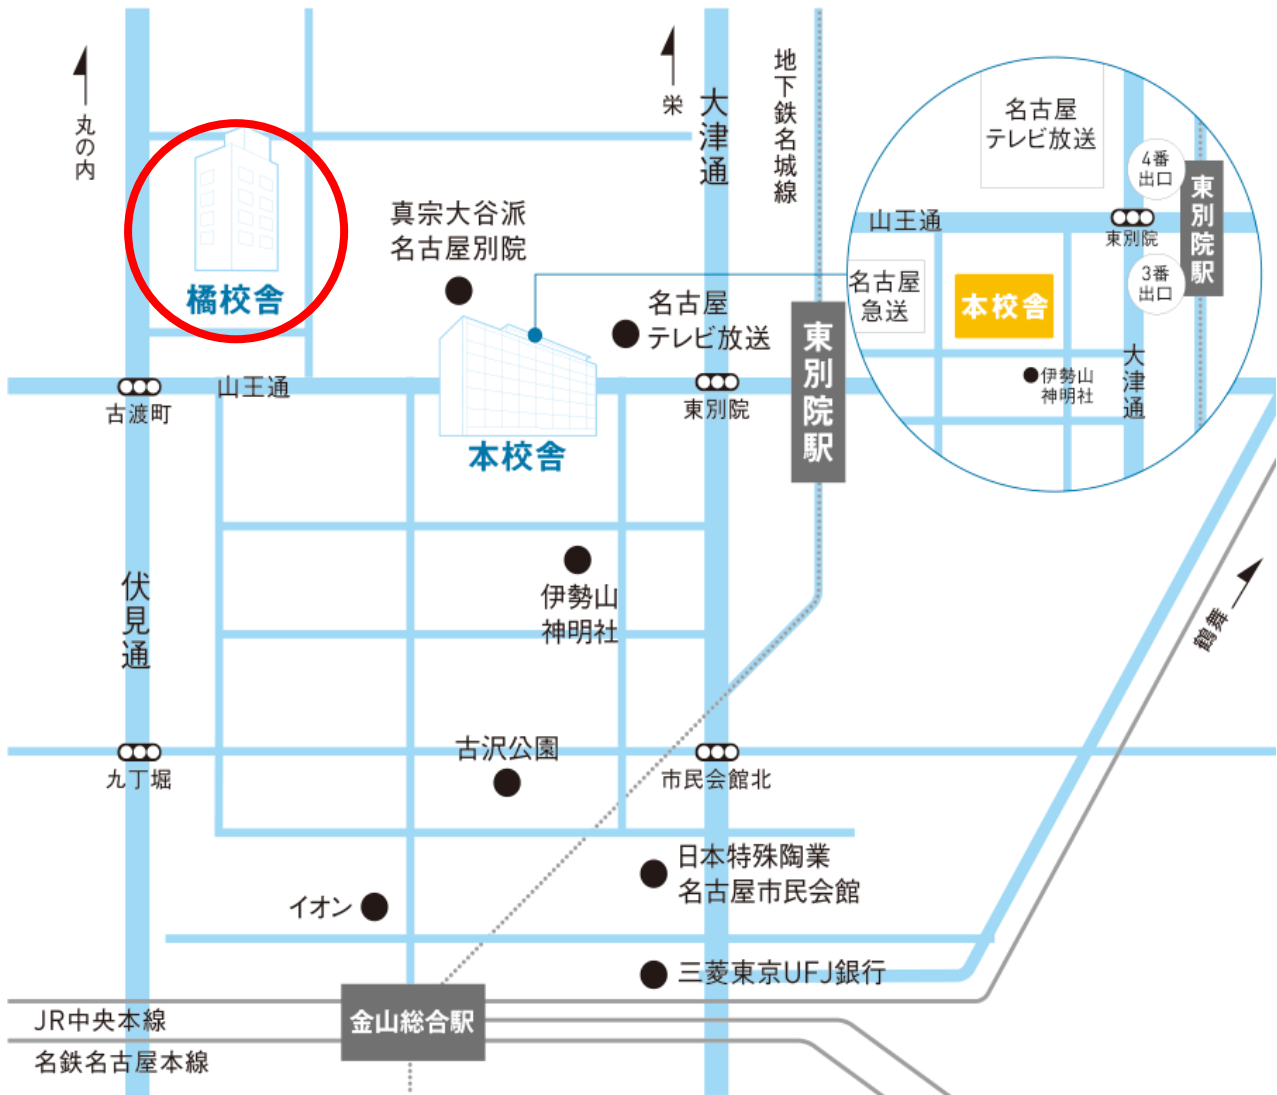 丸の内
栄
大津通
地下鉄名城線
真宗大谷派
名古屋別院
橘校舎
名古屋
テレビ放送
東別院駅
山王通
古渡町
本校舎
東別院
名古屋
テレビ放送
4番
出口
東別院駅
山王通
東別院
3番
出口
名古屋
急送
本校舎
大津通
伊勢山
神明社
伏見通
伊勢山
神明社
鶴舞
古沢公園
九丁堀
市民会館北
日本特殊陶業
名古屋市民会館
イオン
三菱東京UFJ銀行
金山総合駅
JR中央本線
名鉄名古屋本線